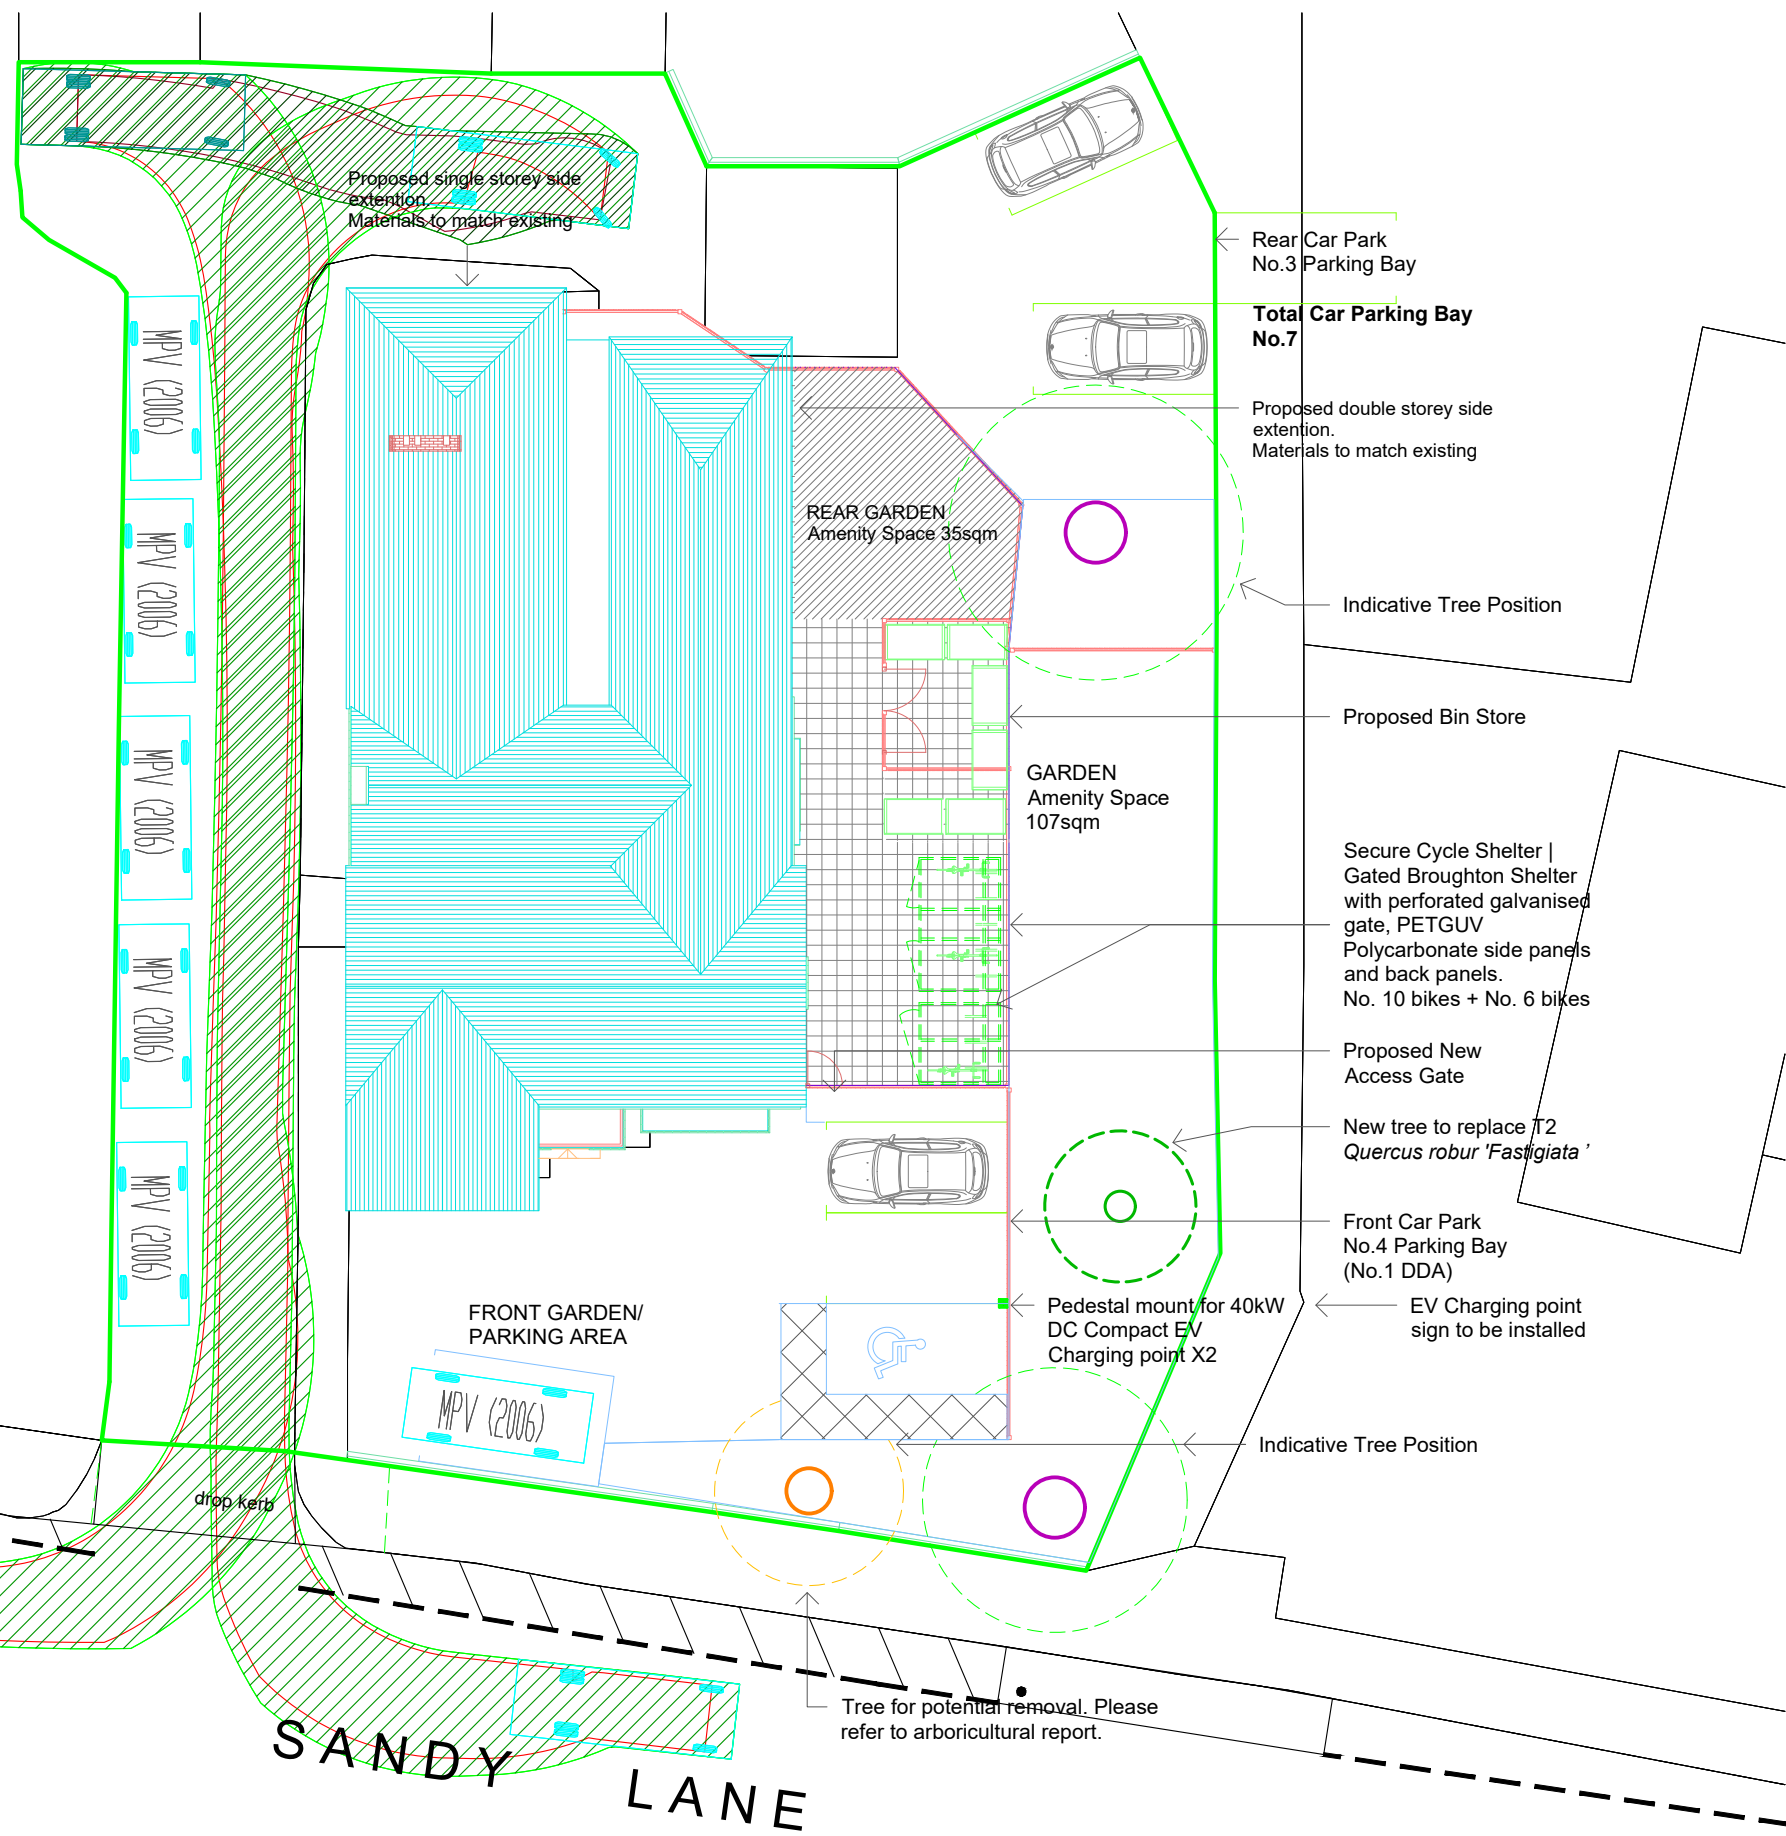 Proposed single storey side
extention.
Materials to match existing
Rear Car Park
No.3 Parking Bay
Total Car Parking Bay
No.7
MPV (2006)
Proposed double storey side
extention.
Materials to match existing
REAR GARDEN
Amenity Space 35sqm
MPV (2006)
Indicative Tree Position
Proposed Bin Store
MPV (2006)
GARDEN
Amenity Space
107sqm
Secure Cycle Shelter |
Gated Broughton Shelter
with perforated galvanised
gate, PETGUV
Polycarbonate side panels
and back panels.
No. 10 bikes + No. 6 bikes
MPV (2006)
Proposed New
Access Gate
New tree to replace T2
Quercus robur 'Fastigiata '
MPV (2006)
Front Car Park
No.4 Parking Bay
(No.1 DDA)
FRONT GARDEN/
PARKING AREA
Pedestal mount for 40kW
DC Compact EV
Charging point X2
EV Charging point
sign to be installed
MPV (2006)
Indicative Tree Position
drop kerb
Tree for potential removal. Please
refer to arboricultural report.
SANDY LANE